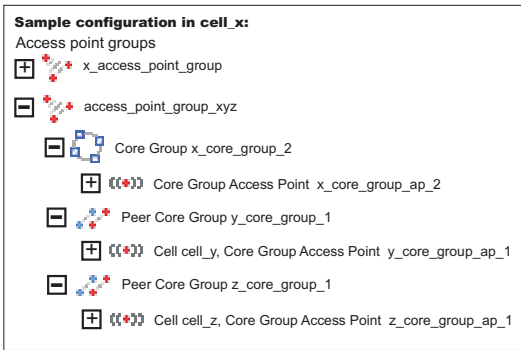 Sample configuration in cell_x:
Access point groups
x_access_point_group
access_point_group_xyz
Core Group x_core_group_2
Core Group Access Point x_core_group_ap_2
Peer Core Group y_core_group_1
Cell cell_y, Core Group Access Point y_core_group_ap_1
Peer Core Group z_core_group_1
Cell cell_z, Core Group Access Point z_core_group_ap_1